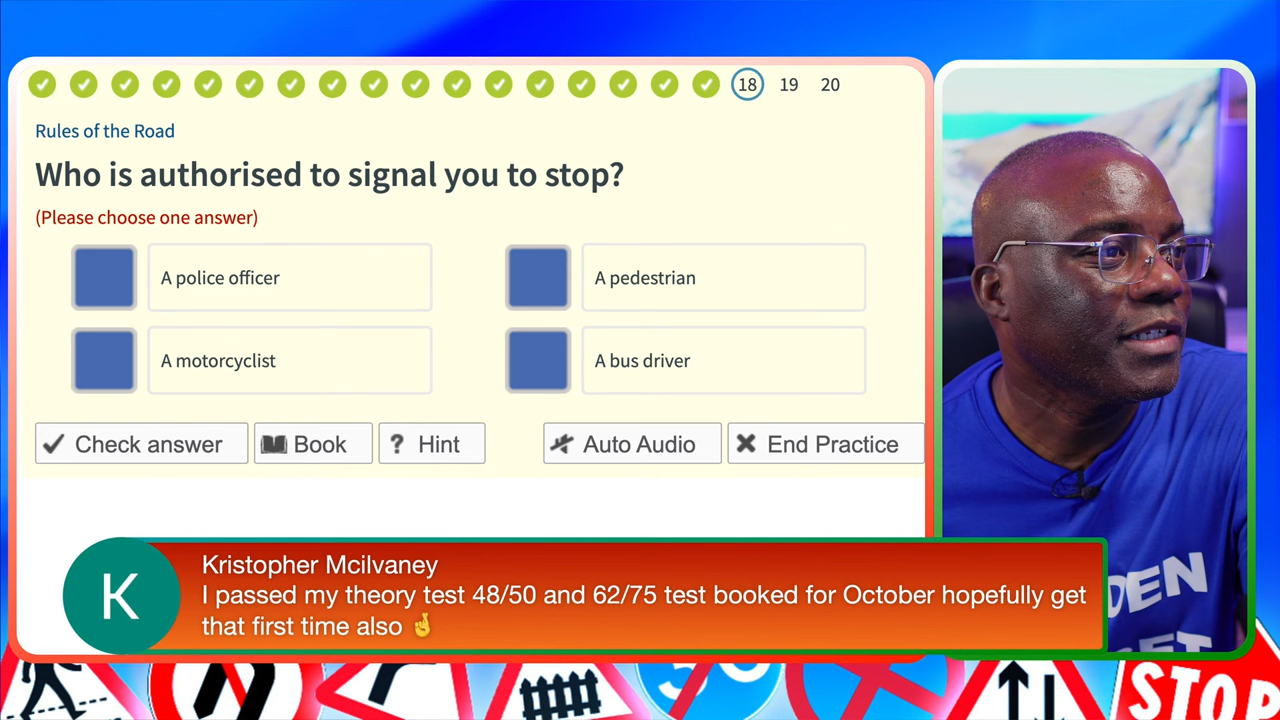 18 19 20
Rules of the Road
Who is authorised to signal you to stop?
(Please choose one answer)
A police officer
A pedestrian
A motorcyclist
A bus driver
Check answer
Book
? Hint
Auto Audio
End Practice
K
Kristopher Mcilvaney
I passed my theory test 48/50 and 62/75 test booked for October hopefully get
that first time also 🤞
DEN
STOP